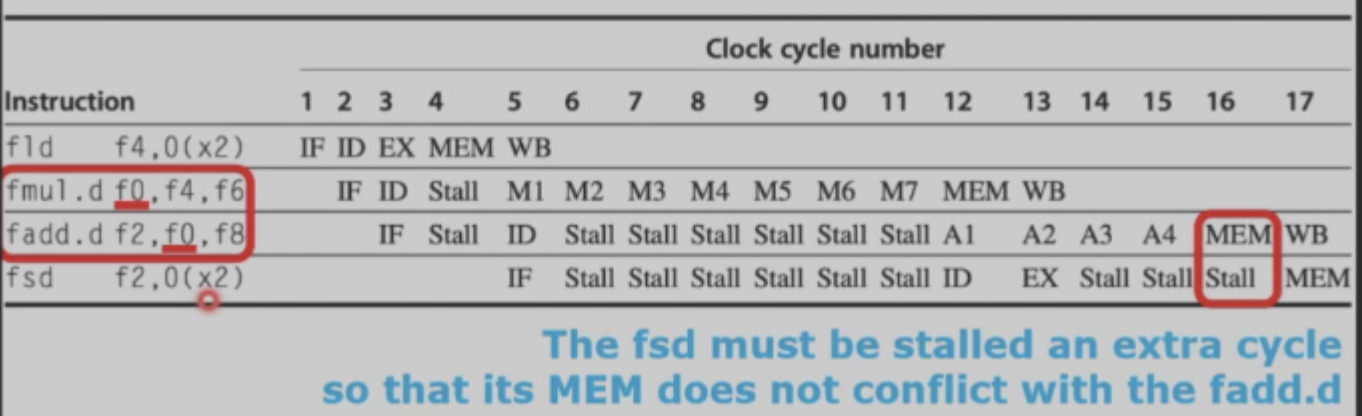 Clock cycle number
Instruction 1 2 3 4 5 6 7 8 9 10 11 12 13 14 15 16 17
fld f4,0(x2) IF ID EX MEM WB
fmul.d f0,f4,f6 IF ID Stall M1 M2 M3 M4 M5 M6 M7 MEM WB
fadd.d f2,f0,f8 IF Stall ID Stall Stall Stall Stall Stall Stall A1 A2 A3 A4 MEM WB
fsd f2,0(x2) IF Stall Stall Stall Stall Stall Stall ID EX Stall Stall Stall MEM
The fsd must be stalled an extra cycle
so that its MEM does not conflict with the fadd.d